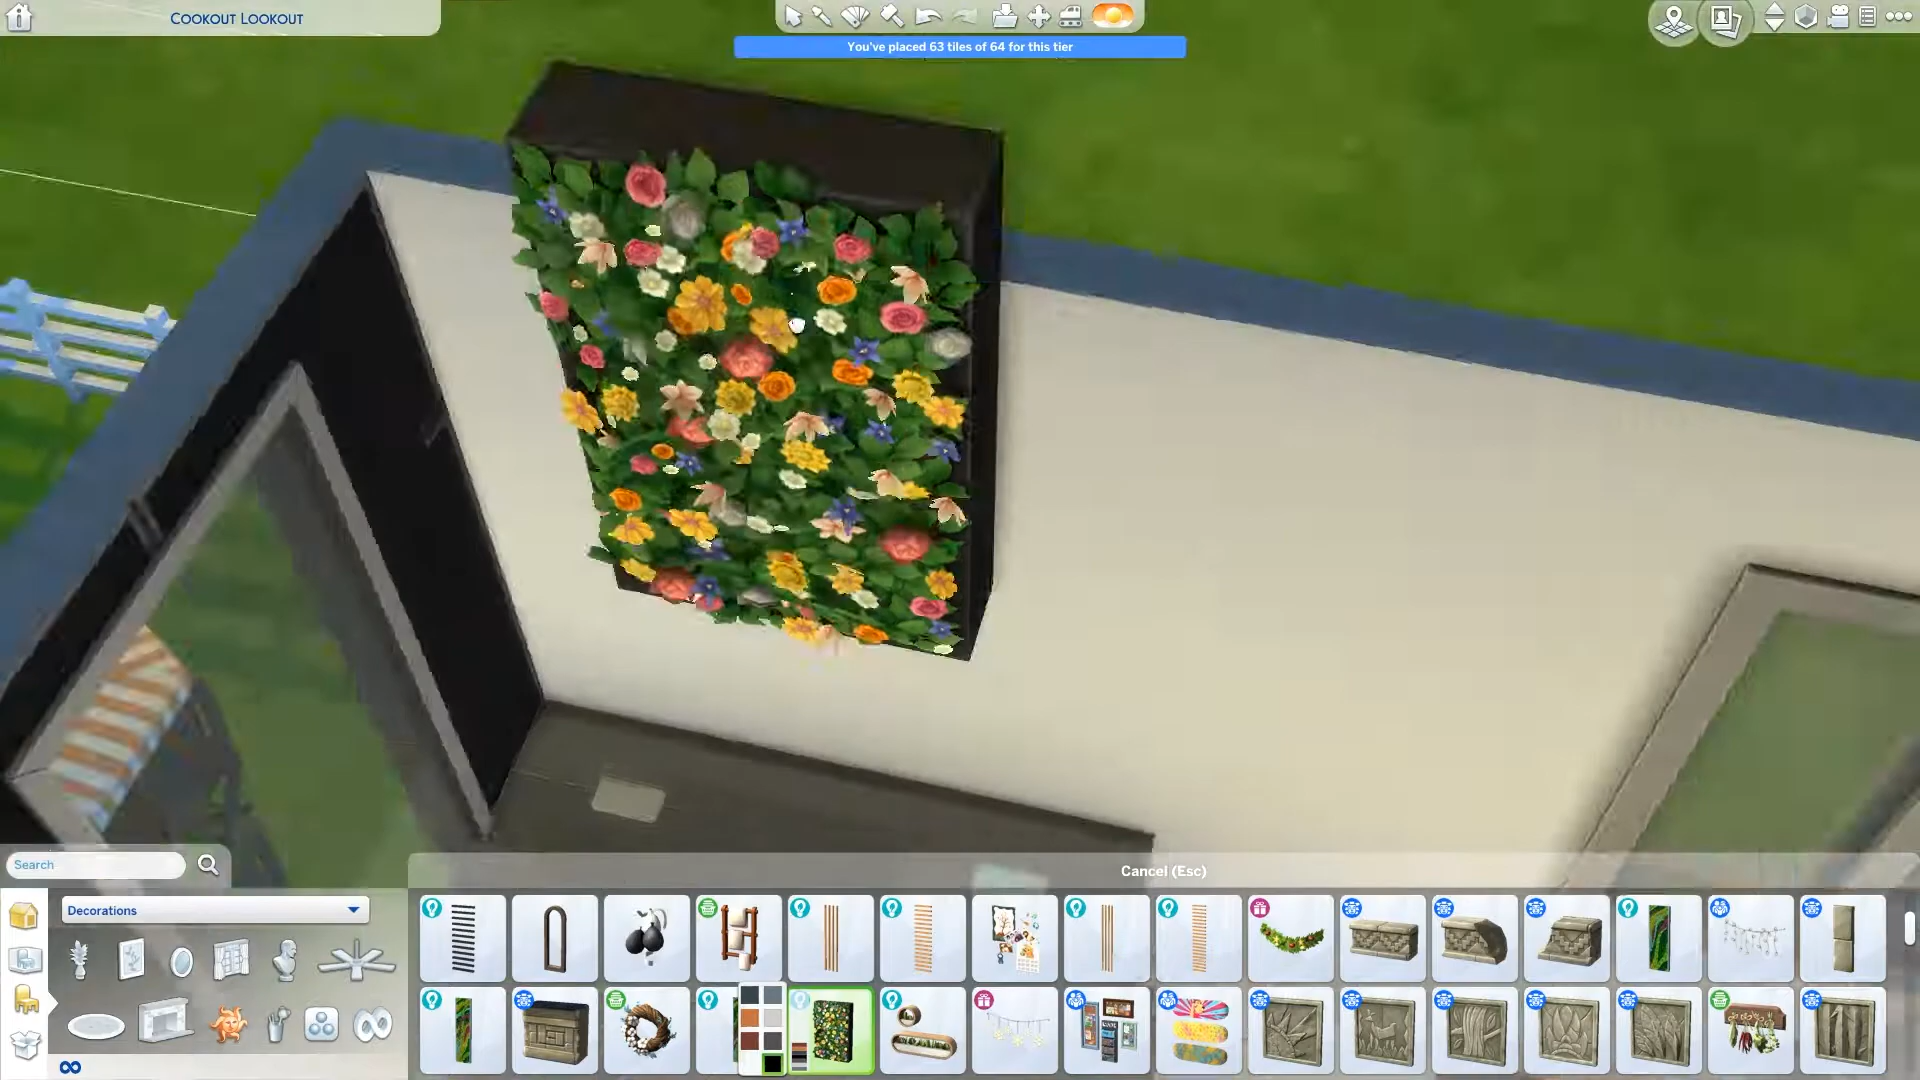 Cookout Lookout
You've placed 63 tiles of 64 for this tier
Search
Cancel (Esc)
Decorations